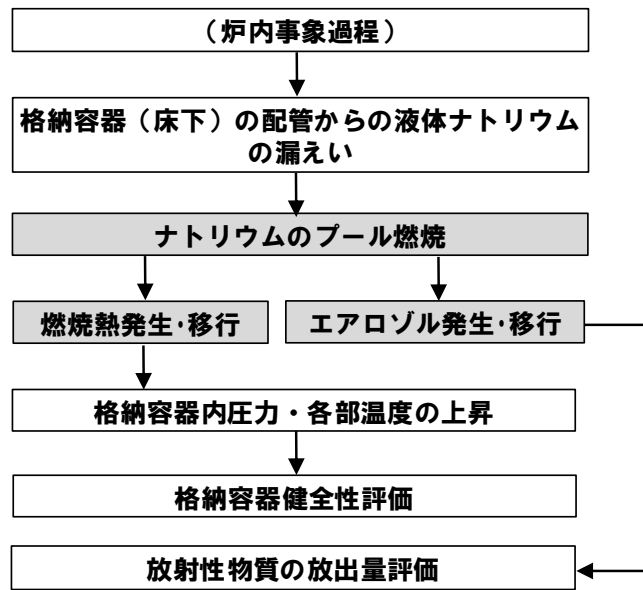 （炉内事象過程）
格納容器（床下）の配管からの液体ナトリウム
の漏えい
ナトリウムのプール燃焼
燃焼熱発生･移行
エアロゾル発生･移行
格納容器内圧力・各部温度の上昇
格納容器健全性評価
放射性物質の放出量評価